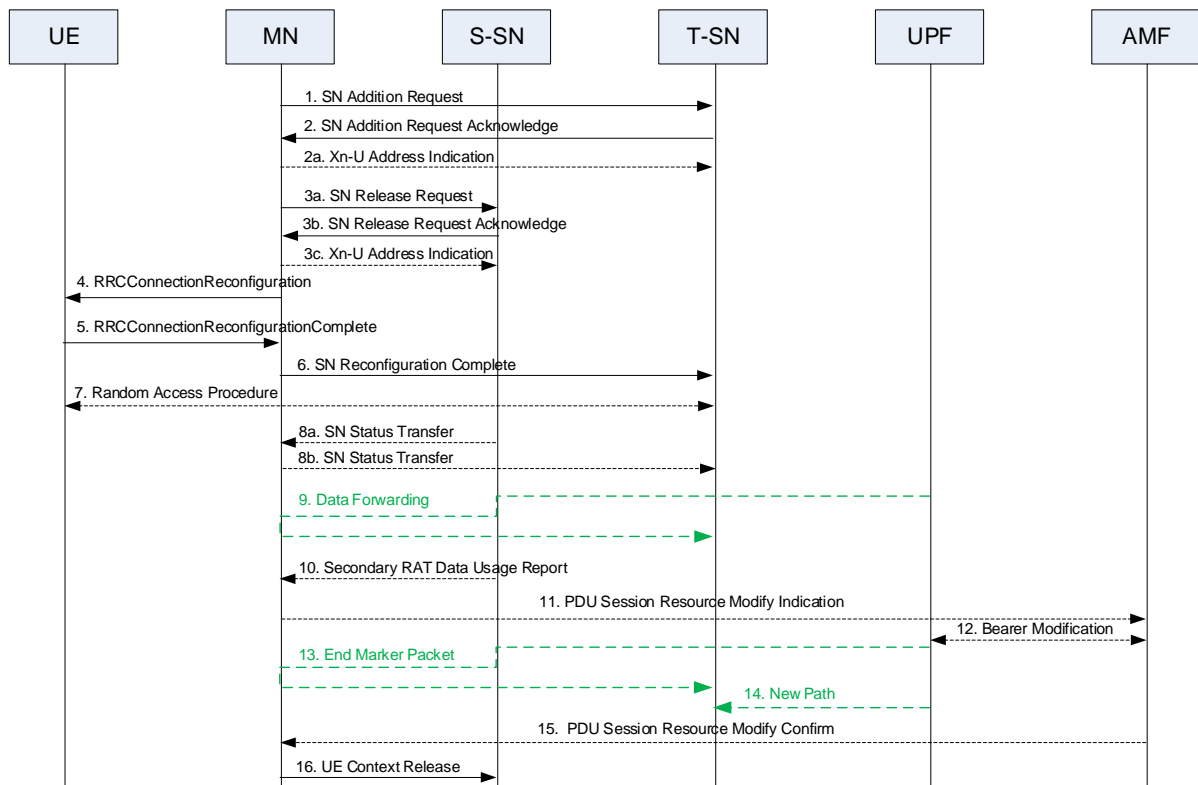 UE
MN
S-SN
T-SN
UPF
AMF
1. SN Addition Request
2. SN Addition Request Acknowledge
2a. Xn-U Address Indication
3a. SN Release Request
3b. SN Release Request Acknowledge
3c. Xn-U Address Indication
4. RRCConnectionReconfiguration
5. RRCConnectionReconfigurationComplete
6. SN Reconfiguration Complete
7. Random Access Procedure
8a. SN Status Transfer
8b. SN Status Transfer
9. Data Forwarding
10. Secondary RAT Data Usage Report
11. PDU Session Resource Modify Indication
12. Bearer Modification
13. End Marker Packet
14. New Path
15. PDU Session Resource Modify Confirm
16. UE Context Release